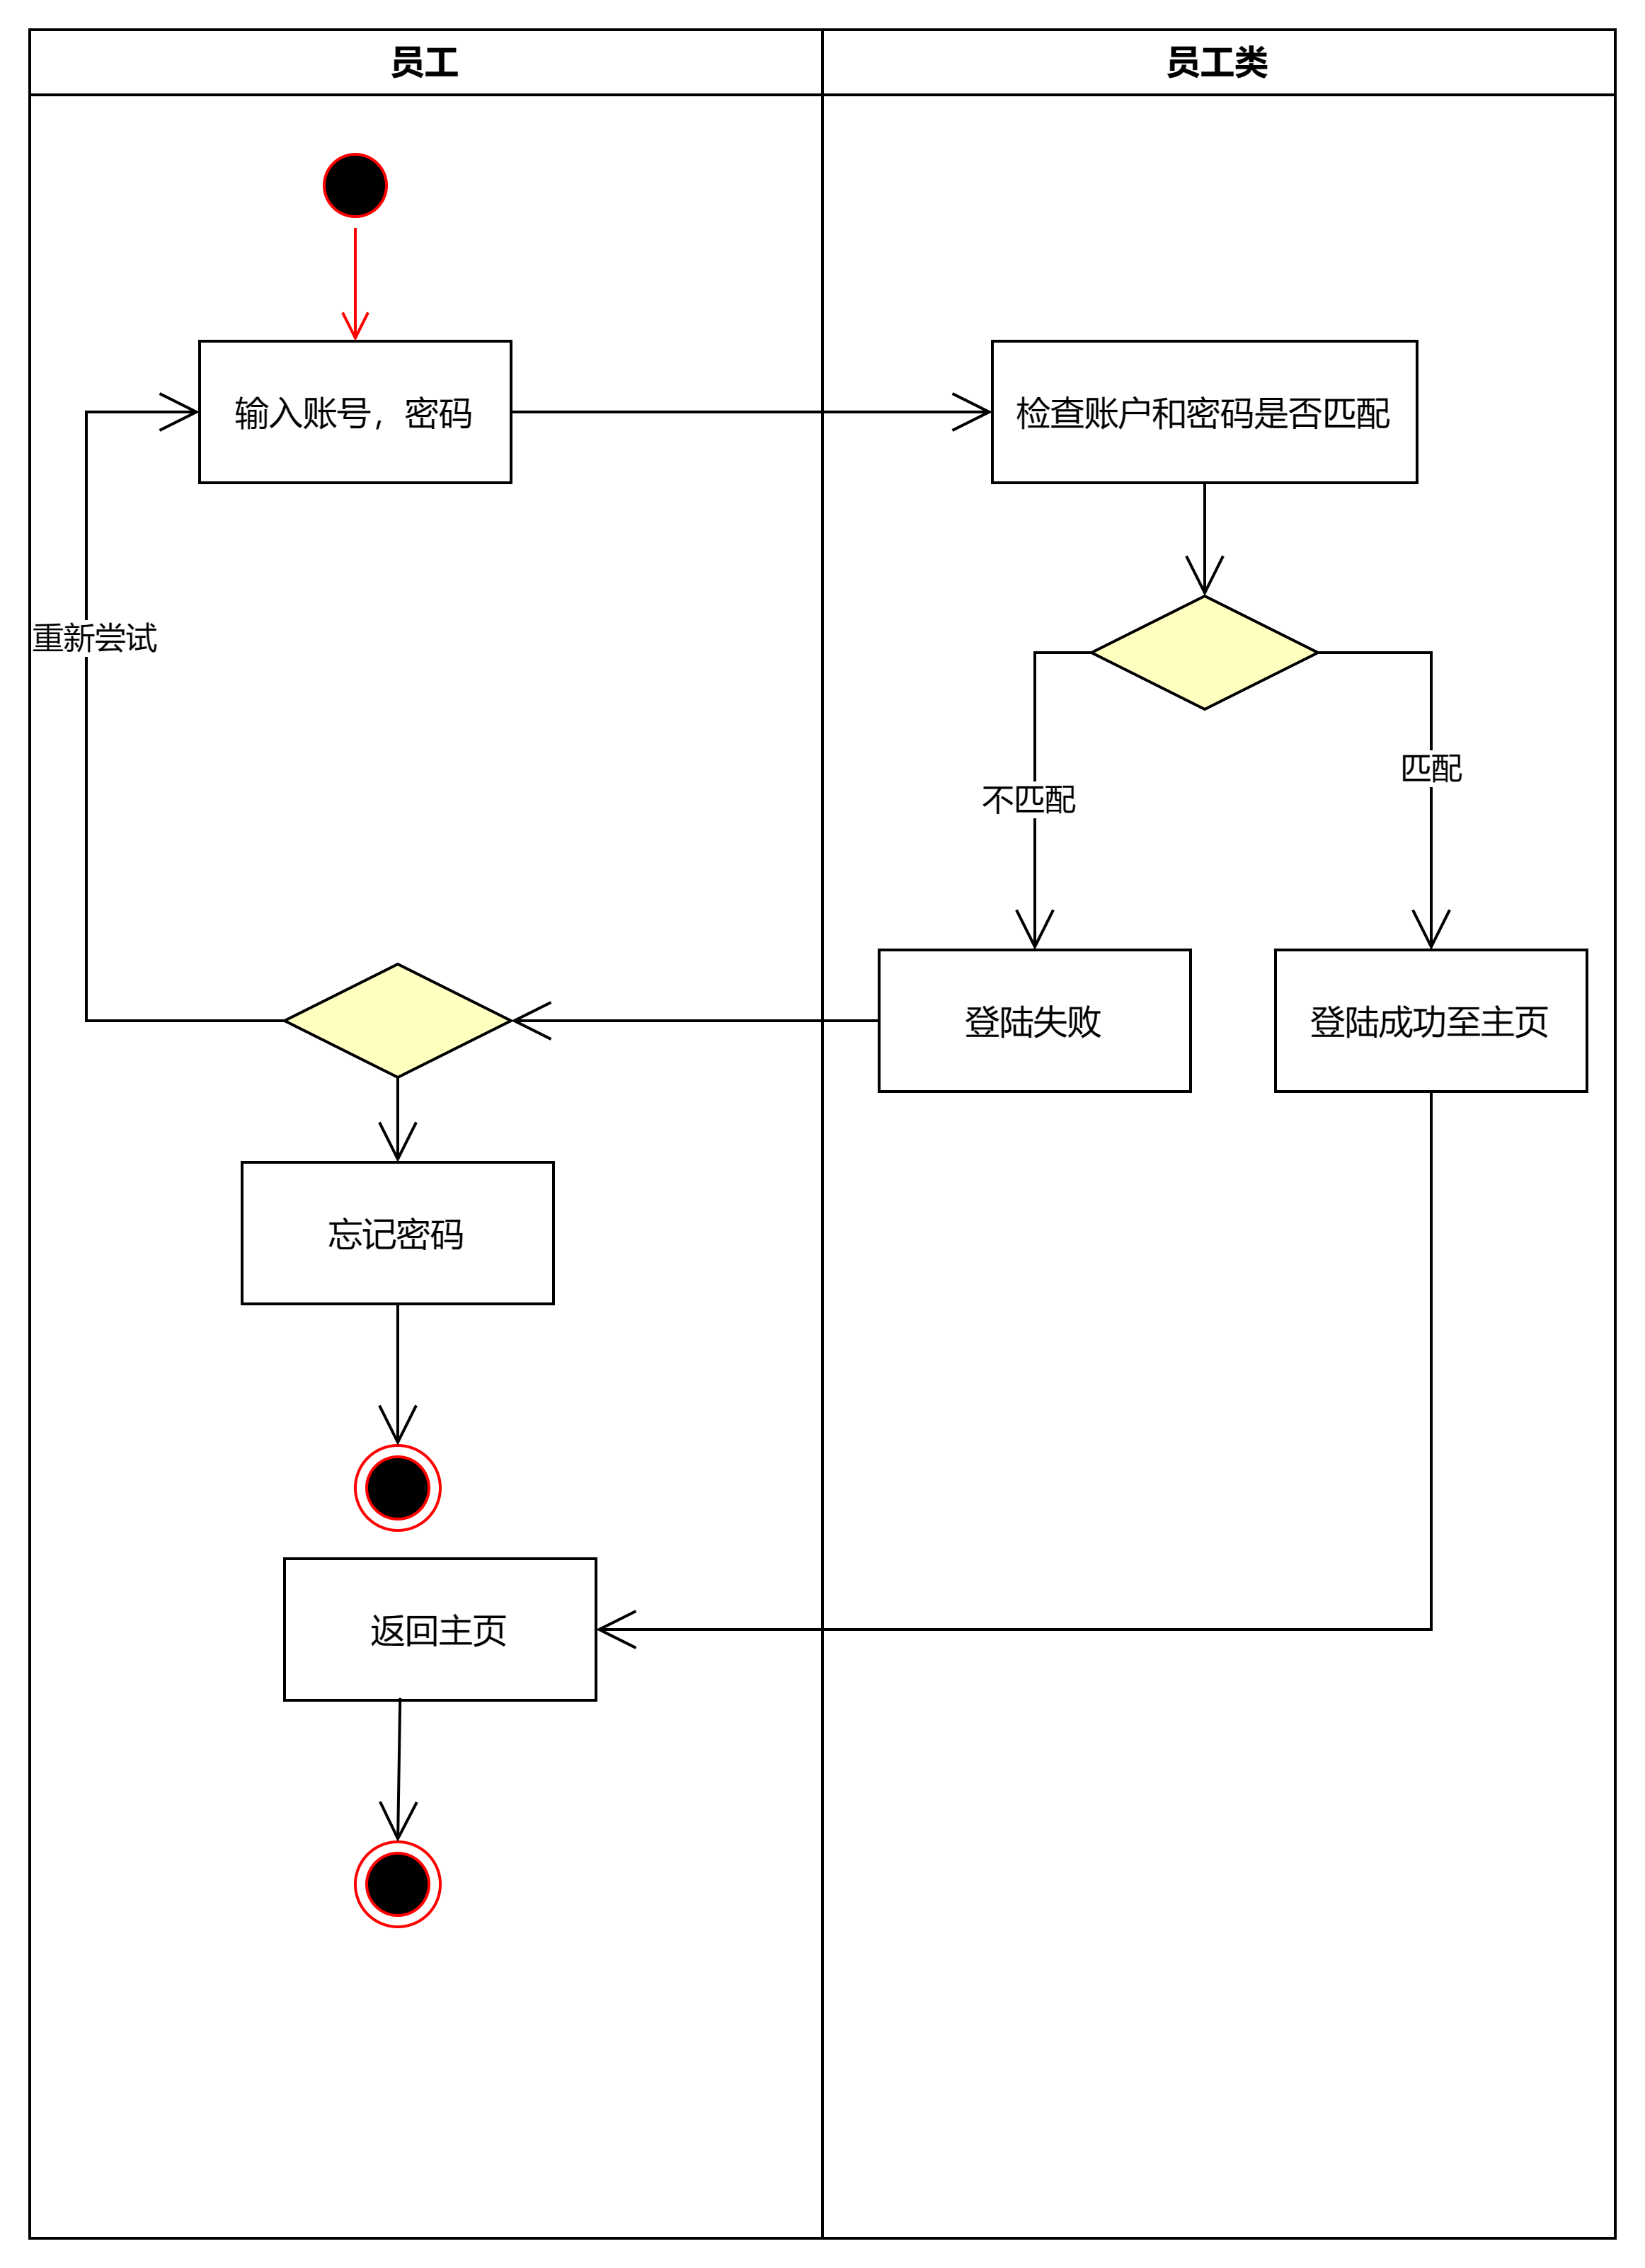 员工
员工类
输入账号，密码
检查账户和密码是否匹配
重新尝试
不匹配
匹配
登陆失败
登陆成功至主页
忘记密码
返回主页